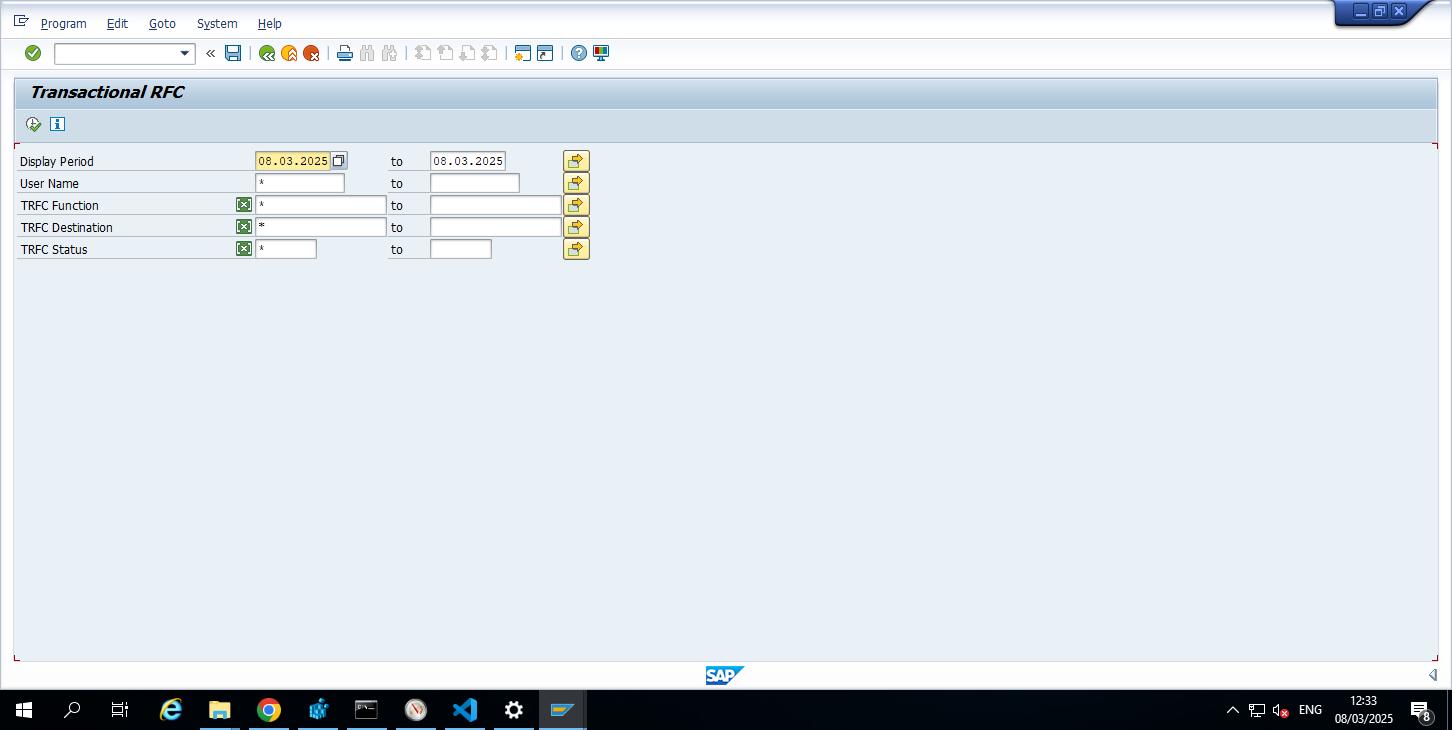 Program Edit Goto System Help
Transactional RFC
Display Period 08.03.2025 to 08.03.2025
User Name * to
TRFC Function * to
TRFC Destination * to
TRFC Status * to
SAP
ENG 12:33
08/03/2025 8